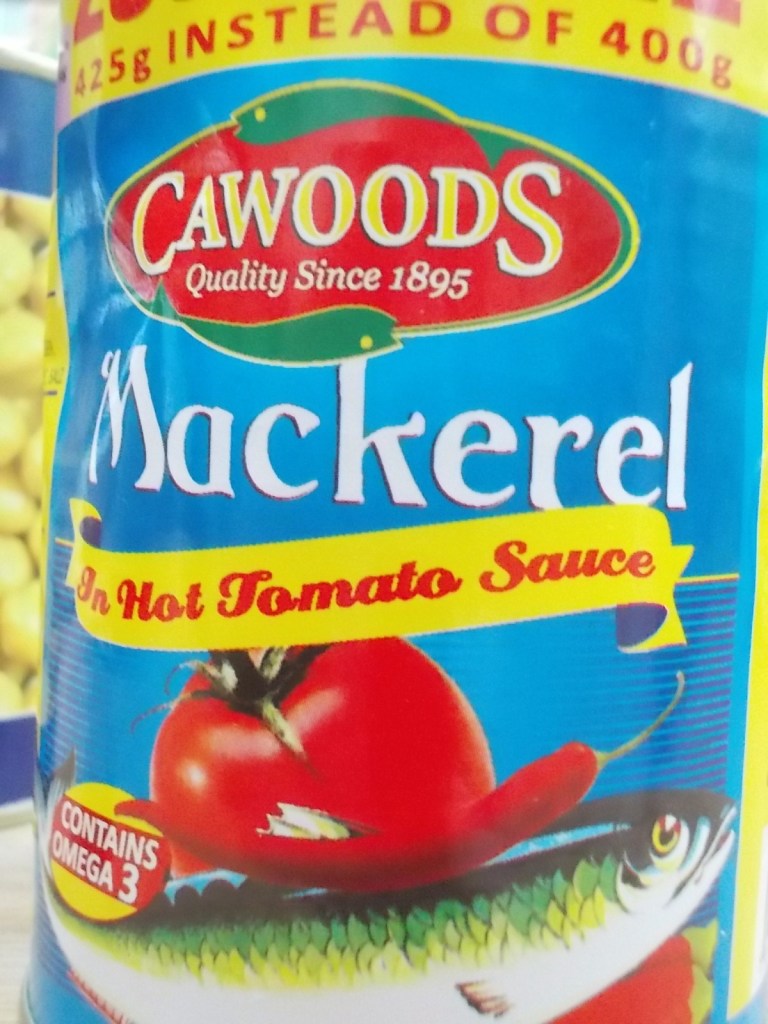 425g INSTEAD OF 400g
CAWOODS
Quality Since 1895
Mackerel
In Hot Tomato Sauce
CONTAINS
OMEGA 3